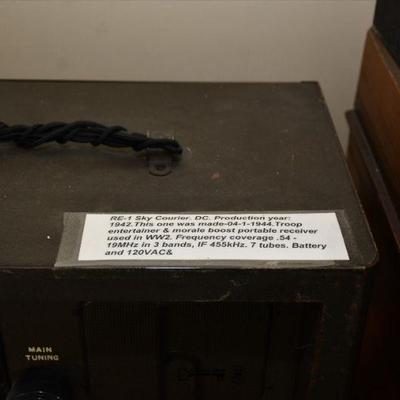 RE-1 Sky Courier. DC. Production year:
1942.This one was made-04-1-1944.Troop
entertainer & morale boost portable receiver
used in WW2. Frequency coverage .54 -
19MHz in 3 bands, IF 455kHz. 7 tubes. Battery
and 120VAC&
MAIN
TUNING